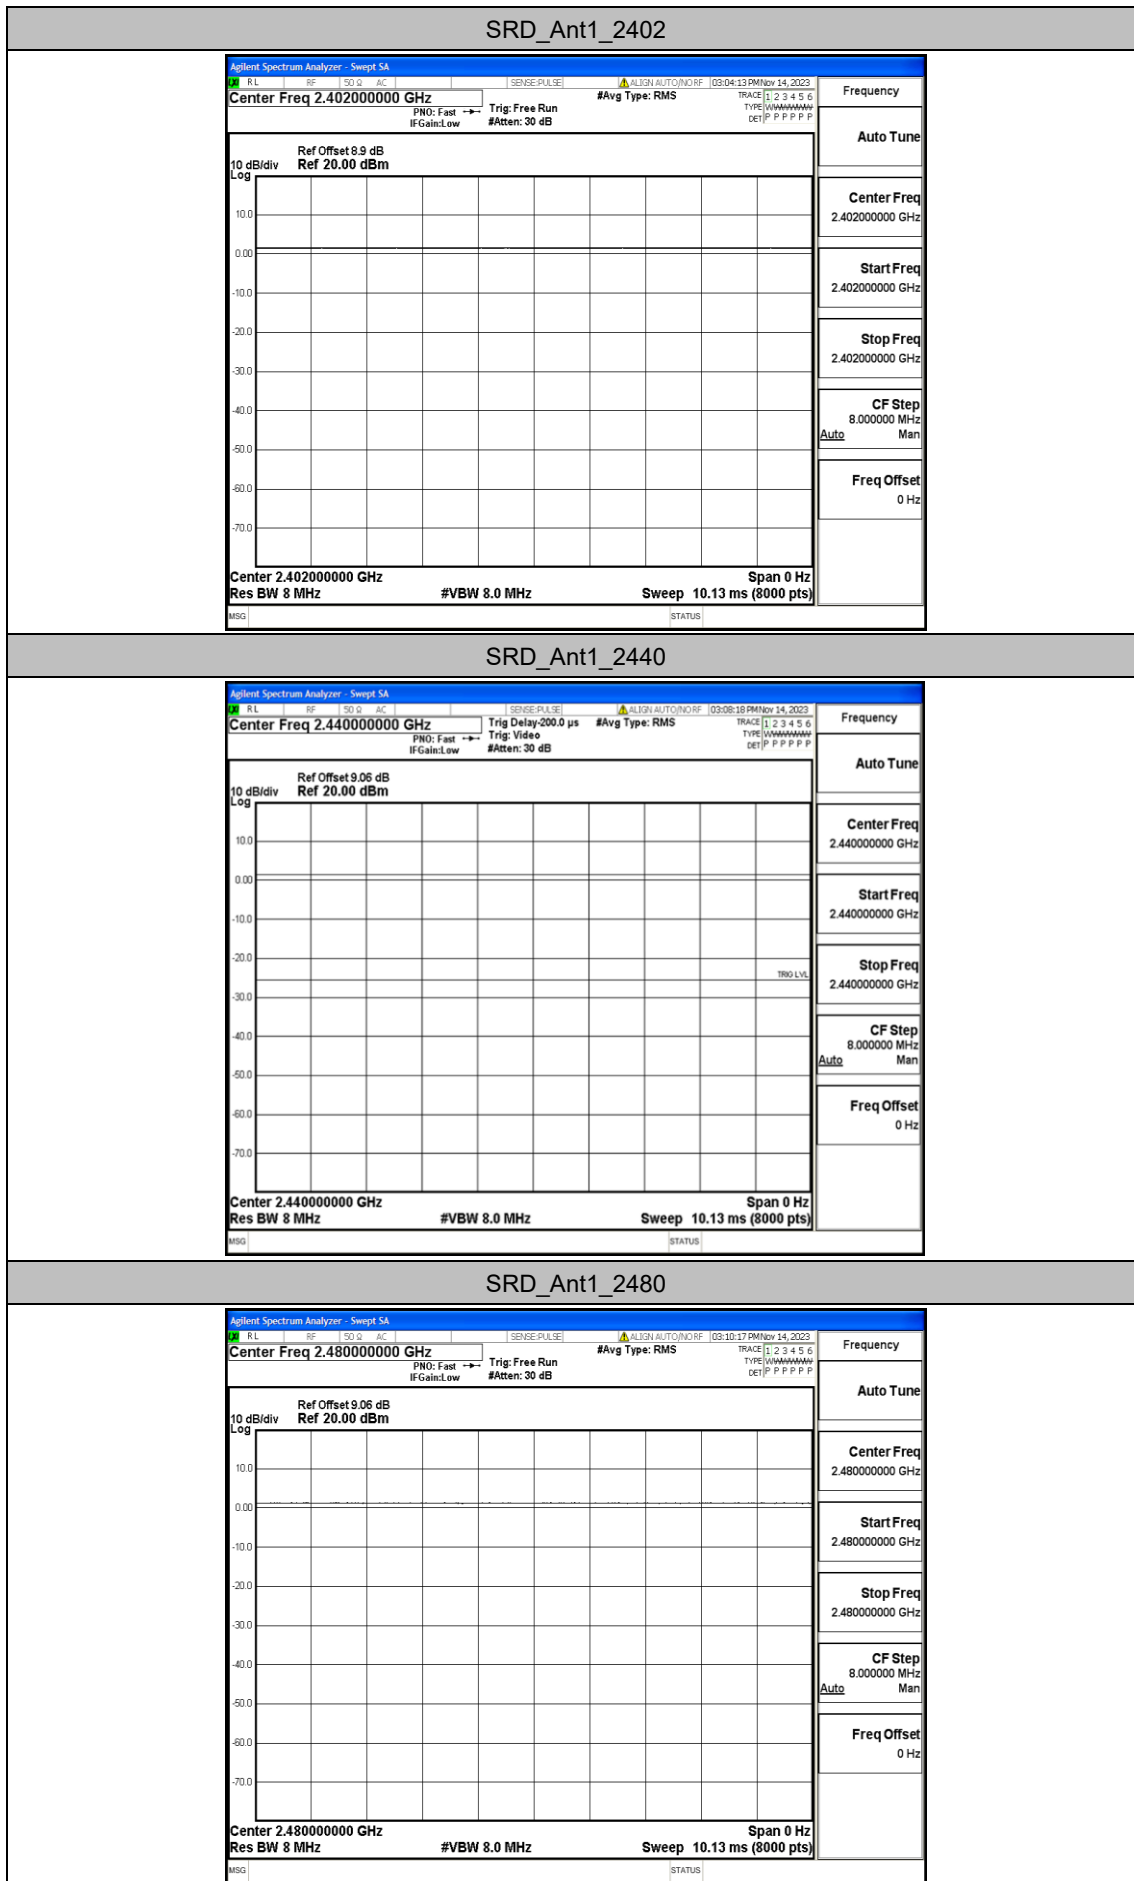 SRD_Ant1_2402
Agilent Spectrum Analyzer - Swept SA
RL RF 50 Ω AC SENSE:PULSE ALIGN AUTO/NO RF 03:04:13 PM Nov 14, 2023
Center Freq 2.402000000 GHz
PNO: Fast
IFGain:Low
Trig: Free Run
#Atten: 30 dB
#Avg Type: RMS
TRACE 1 2 3 4 5 6
TYPE
DET P P P P P P
Ref Offset 8.9 dB
10 dB/div Ref 20.00 dBm
Log
10.0
0.00
-10.0
-20.0
-30.0
-40.0
-50.0
-60.0
-70.0
Center 2.402000000 GHz Span 0 Hz
Res BW 8 MHz #VBW 8.0 MHz Sweep 10.13 ms (8000 pts)
MSG STATUS
Frequency
Auto Tune
Center Freq
2.402000000 GHz
Start Freq
2.402000000 GHz
Stop Freq
2.402000000 GHz
CF Step
8.000000 MHz
Auto Man
Freq Offset
0 Hz
SRD_Ant1_2440
Agilent Spectrum Analyzer - Swept SA
RL RF 50 Ω AC SENSE:PULSE ALIGN AUTO/NO RF 03:08:18 PM Nov 14, 2023
Center Freq 2.440000000 GHz
PNO: Fast
IFGain:Low
Trig Delay-200.0 µs
Trig: Video
#Atten: 30 dB
#Avg Type: RMS
TRACE 1 2 3 4 5 6
TYPE
DET P P P P P P
Ref Offset 9.06 dB
10 dB/div Ref 20.00 dBm
Log
10.0
0.00
-10.0
-20.0
TRIG LVL
-30.0
-40.0
-50.0
-60.0
-70.0
Center 2.440000000 GHz Span 0 Hz
Res BW 8 MHz #VBW 8.0 MHz Sweep 10.13 ms (8000 pts)
MSG STATUS
Frequency
Auto Tune
Center Freq
2.440000000 GHz
Start Freq
2.440000000 GHz
Stop Freq
2.440000000 GHz
CF Step
8.000000 MHz
Auto Man
Freq Offset
0 Hz
SRD_Ant1_2480
Agilent Spectrum Analyzer - Swept SA
RL RF 50 Ω AC SENSE:PULSE ALIGN AUTO/NO RF 03:10:17 PM Nov 14, 2023
Center Freq 2.480000000 GHz
PNO: Fast
IFGain:Low
Trig: Free Run
#Atten: 30 dB
#Avg Type: RMS
TRACE 1 2 3 4 5 6
TYPE
DET P P P P P P
Ref Offset 9.06 dB
10 dB/div Ref 20.00 dBm
Log
10.0
0.00
-10.0
-20.0
-30.0
-40.0
-50.0
-60.0
-70.0
Center 2.480000000 GHz Span 0 Hz
Res BW 8 MHz #VBW 8.0 MHz Sweep 10.13 ms (8000 pts)
MSG STATUS
Frequency
Auto Tune
Center Freq
2.480000000 GHz
Start Freq
2.480000000 GHz
Stop Freq
2.480000000 GHz
CF Step
8.000000 MHz
Auto Man
Freq Offset
0 Hz